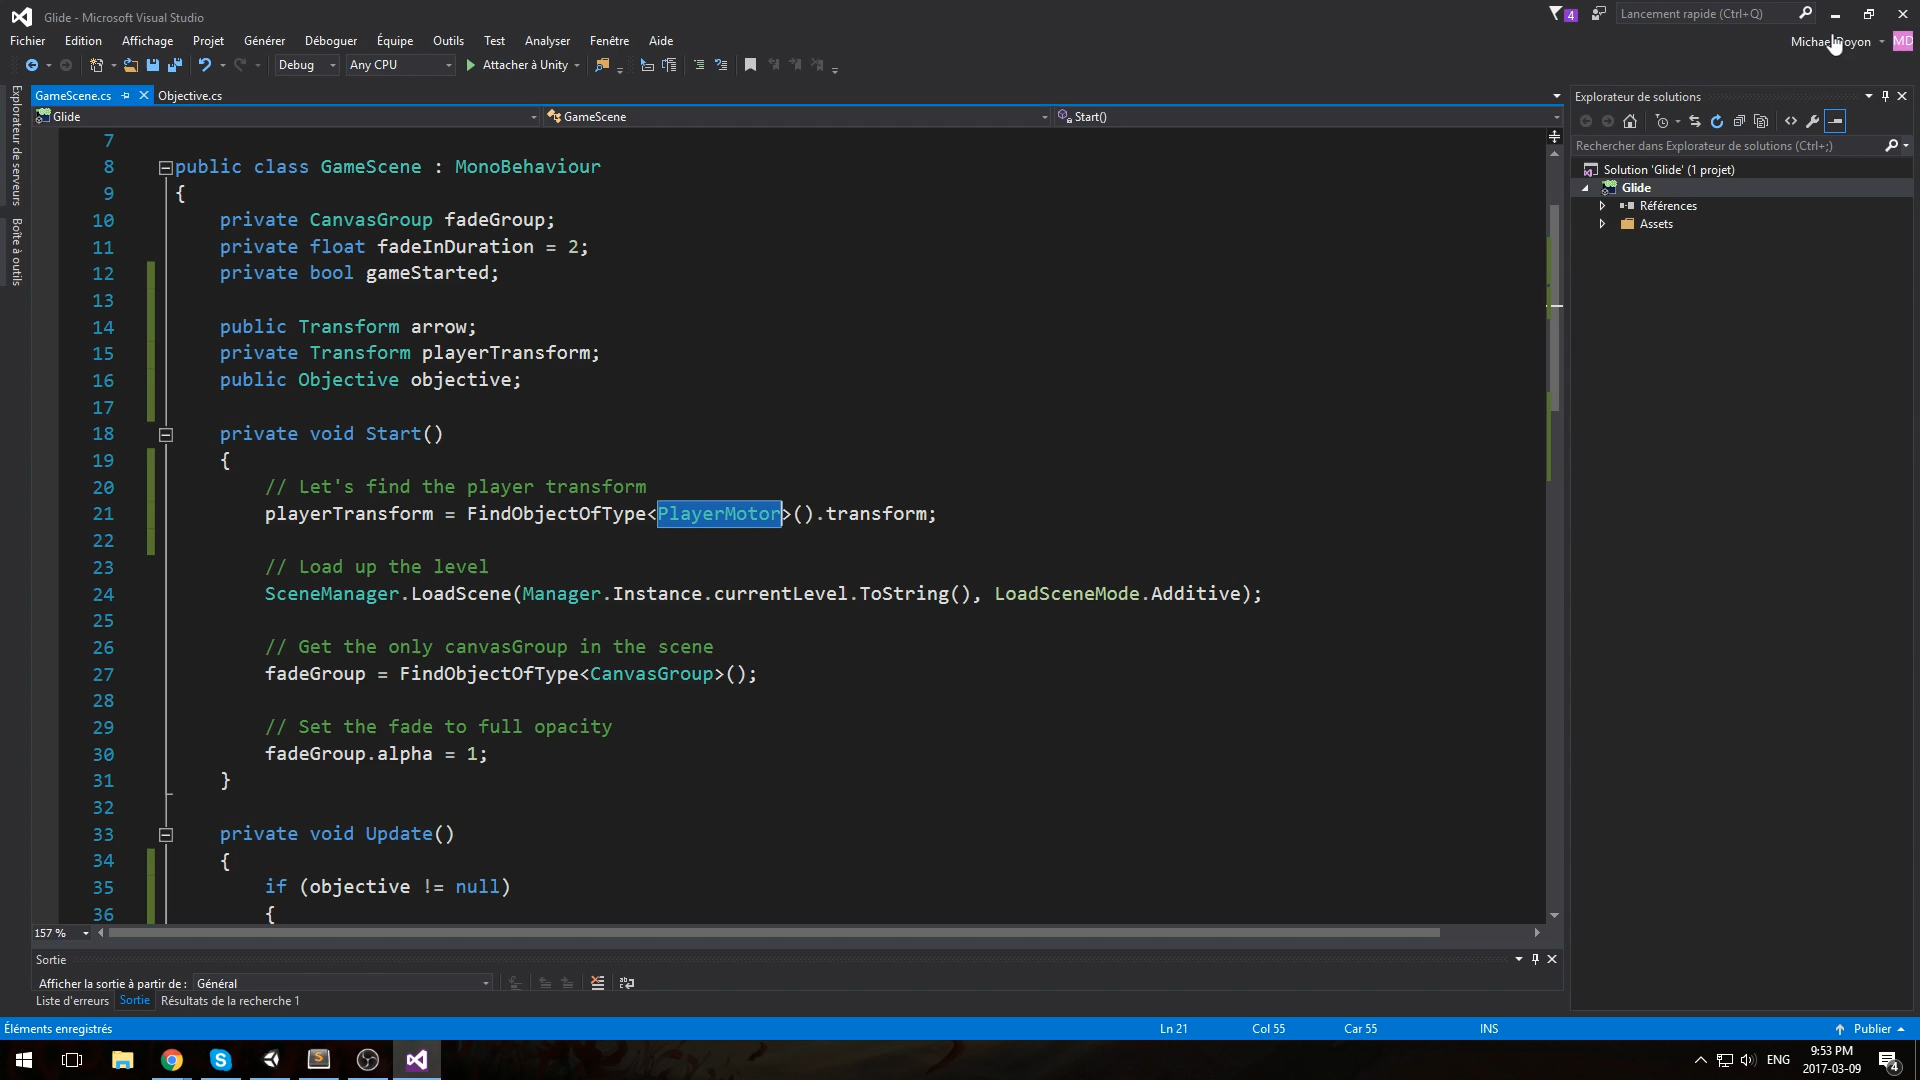 Glide - Microsoft Visual Studio
4
Lancement rapide (Ctrl+Q)
Fichier Edition Affichage Projet Générer Déboguer Équipe Outils Test Analyser Fenêtre Aide
MD
Debug Any CPU Attacher à Unity
GameScene.cs Objective.cs
Glide GameScene Start()
Explorateur de serveurs
Boîte à outils
7
8 public class GameScene : MonoBehaviour
9 {
10 private CanvasGroup fadeGroup;
11 private float fadeInDuration = 2;
12 private bool gameStarted;
13
14 public Transform arrow;
15 private Transform playerTransform;
16 public Objective objective;
17
18 private void Start()
19 {
20 // Let's find the player transform
21 playerTransform = FindObjectOfType<PlayerMotor>().transform;
22
23 // Load up the level
24 SceneManager.LoadScene(Manager.Instance.currentLevel.ToString(), LoadSceneMode.Additive);
25
26 // Get the only canvasGroup in the scene
27 fadeGroup = FindObjectOfType<CanvasGroup>();
28
29 // Set the fade to full opacity
30 fadeGroup.alpha = 1;
31 }
32
33 private void Update()
34 {
35 if (objective != null)
36 {
157 %
Explorateur de solutions
Rechercher dans Explorateur de solutions (Ctrl+;)
Solution 'Glide' (1 projet)
Glide
Références
Assets
Sortie
Afficher la sortie à partir de : Général
Liste d'erreurs Sortie Résultats de la recherche 1
Éléments enregistrés Ln 21 Col 55 Car 55 INS Publier
ENG
9:53 PM
2017-03-09
4